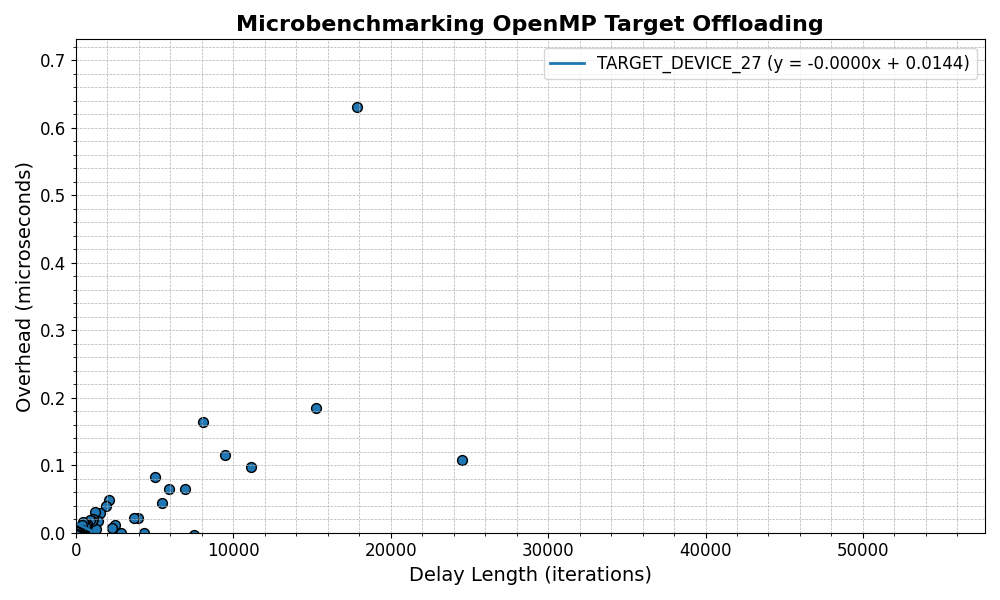 Microbenchmarking OpenMP Target Offloading
TARGET_DEVICE_27 (y = -0.0000x + 0.0144)
Overhead (microseconds)
0.7
0.6
0.5
0.4
0.3
0.2
0.1
0.0
0 10000 20000 30000 40000 50000
Delay Length (iterations)